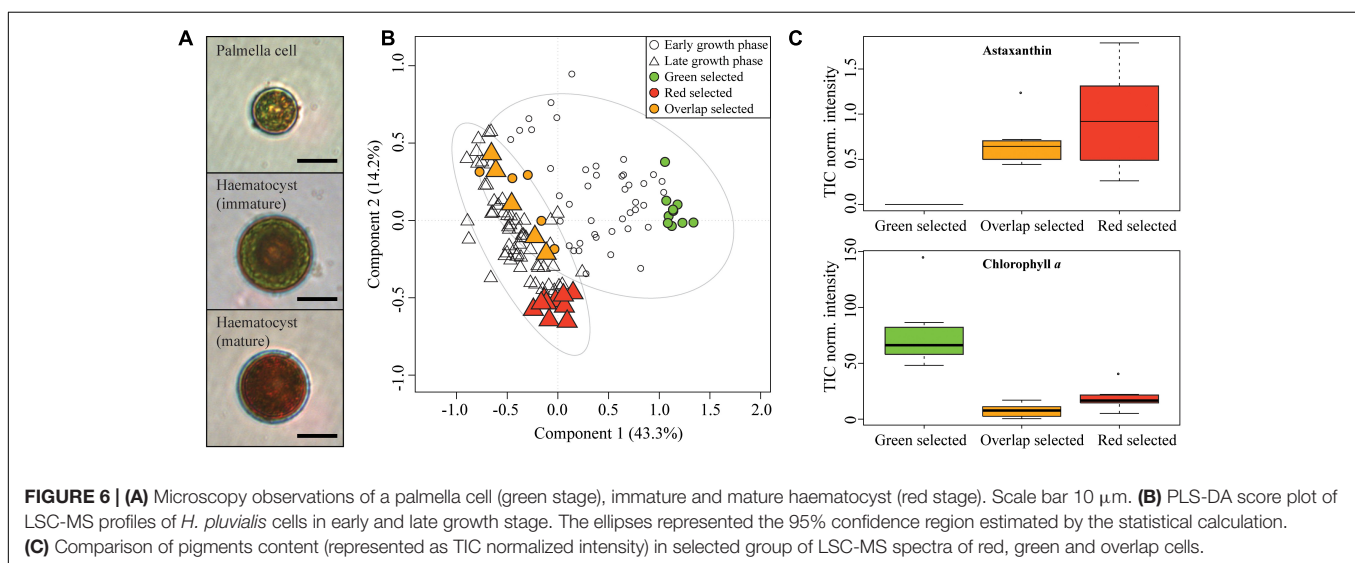 A
Palmella cell
Haematocyst
(immature)
Haematocyst
(mature)
B
Early growth phase
Late growth phase
Green selected
Red selected
Overlap selected
Component 2 (14.2%)
1.0
0.5
0.0
-0.5
-1.0
-1.0 -0.5 0.0 0.5 1.0 1.5 2.0
Component 1 (43.3%)
C
Astaxanthin
TIC norm. intensity
1.5
1.0
0.5
0.0
Green selected Overlap selected Red selected
Chlorophyll a
TIC norm. intensity
150
100
50
0
Green selected Overlap selected Red selected
FIGURE 6 | (A) Microscopy observations of a palmella cell (green stage), immature and mature haematocyst (red stage). Scale bar 10 μm. (B) PLS-DA score plot of
LSC-MS profiles of H. pluvialis cells in early and late growth stage. The ellipses represented the 95% confidence region estimated by the statistical calculation.
(C) Comparison of pigments content (represented as TIC normalized intensity) in selected group of LSC-MS spectra of red, green and overlap cells.